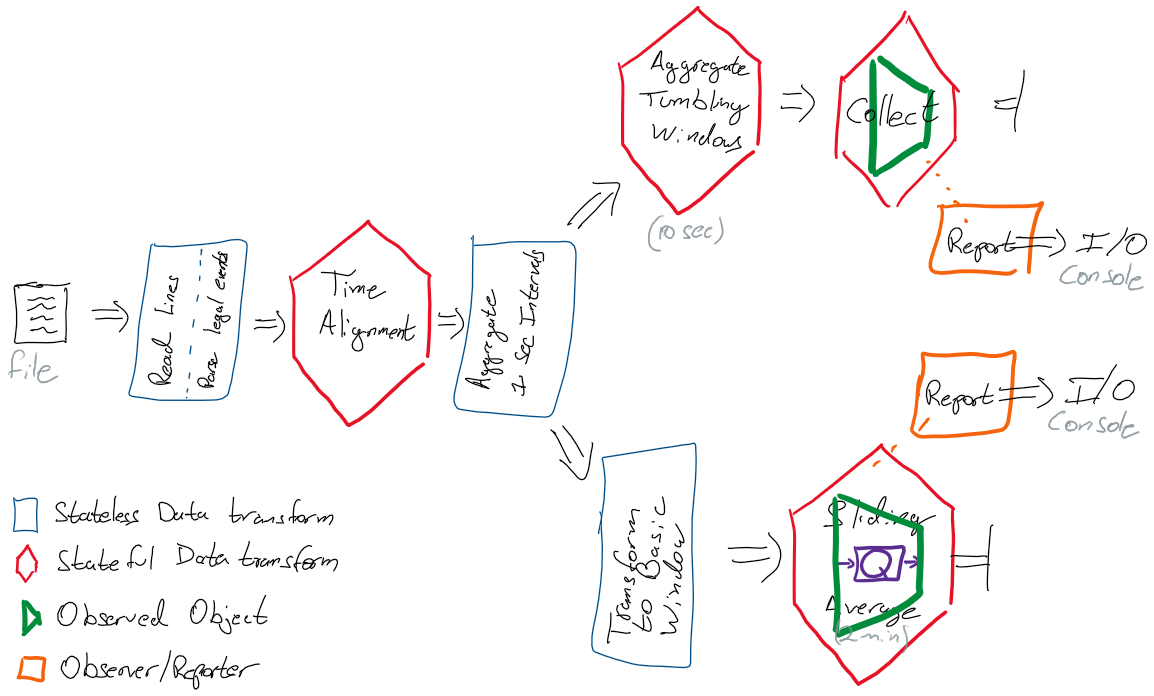 Aggregate
Tumbling
Window
(10 sec)
Collect
Report
I/O
Console
file
Read Lines
Parse legal events
Time
Alignment
Aggregate
1 sec Intervals
Transform
to Basic
Window
Sliding
Q
Average
(2 min)
Report
I/O
Console
Stateless Data transform
Stateful Data transform
Observed Object
Observer/Reporter